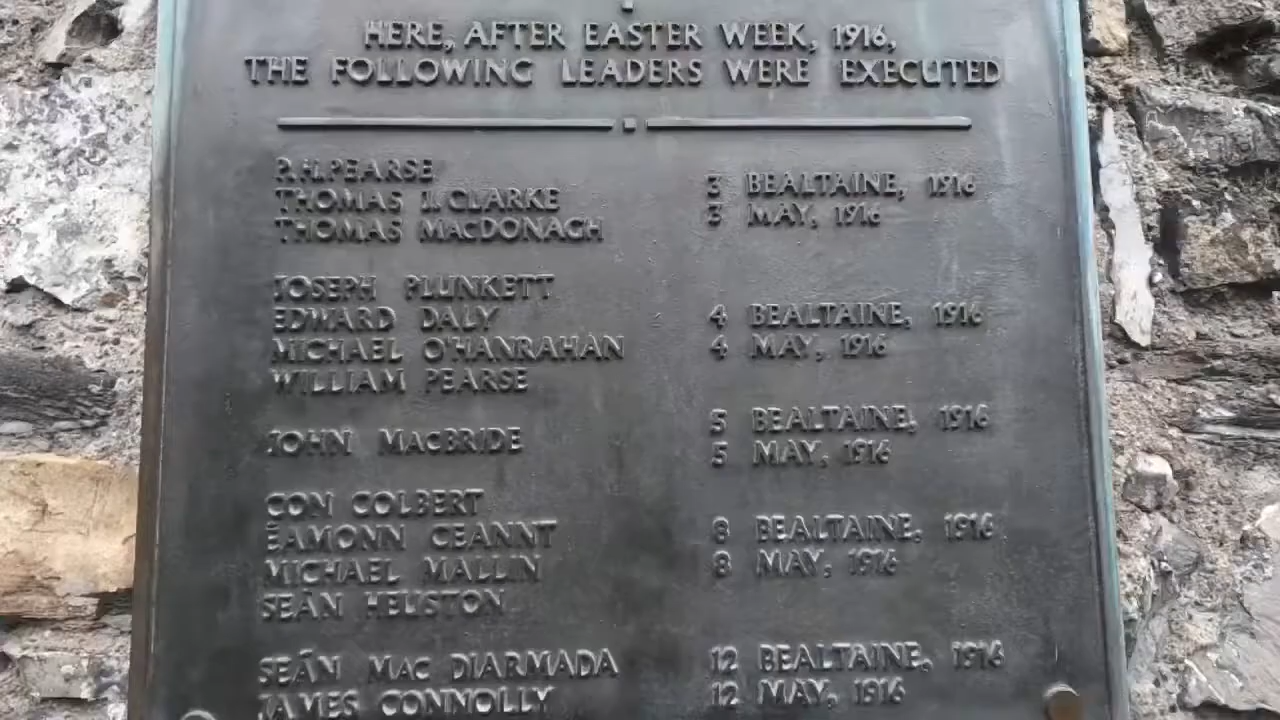 HERE, AFTER EASTER WEEK, 1916,
THE FOLLOWING LEADERS WERE EXECUTED
P. H. PEARSE
THOMAS J. CLARKE
THOMAS MACDONAGH
3 BEALTAINE, 1916
3 MAY, 1916
JOSEPH PLUNKETT
EDWARD DALY
MICHAEL O'HANRAHAN
WILLIAM PEARSE
4 BEALTAINE, 1916
4 MAY, 1916
JOHN MACBRIDE
5 BEALTAINE, 1916
5 MAY, 1916
CON COLBERT
ÉAMONN CEANNT
MICHAEL MALLIN
SEÁN HEUSTON
8 BEALTAINE, 1916
8 MAY, 1916
SEÁN MAC DIARMADA
JAMES CONNOLLY
12 BEALTAINE, 1916
12 MAY, 1916